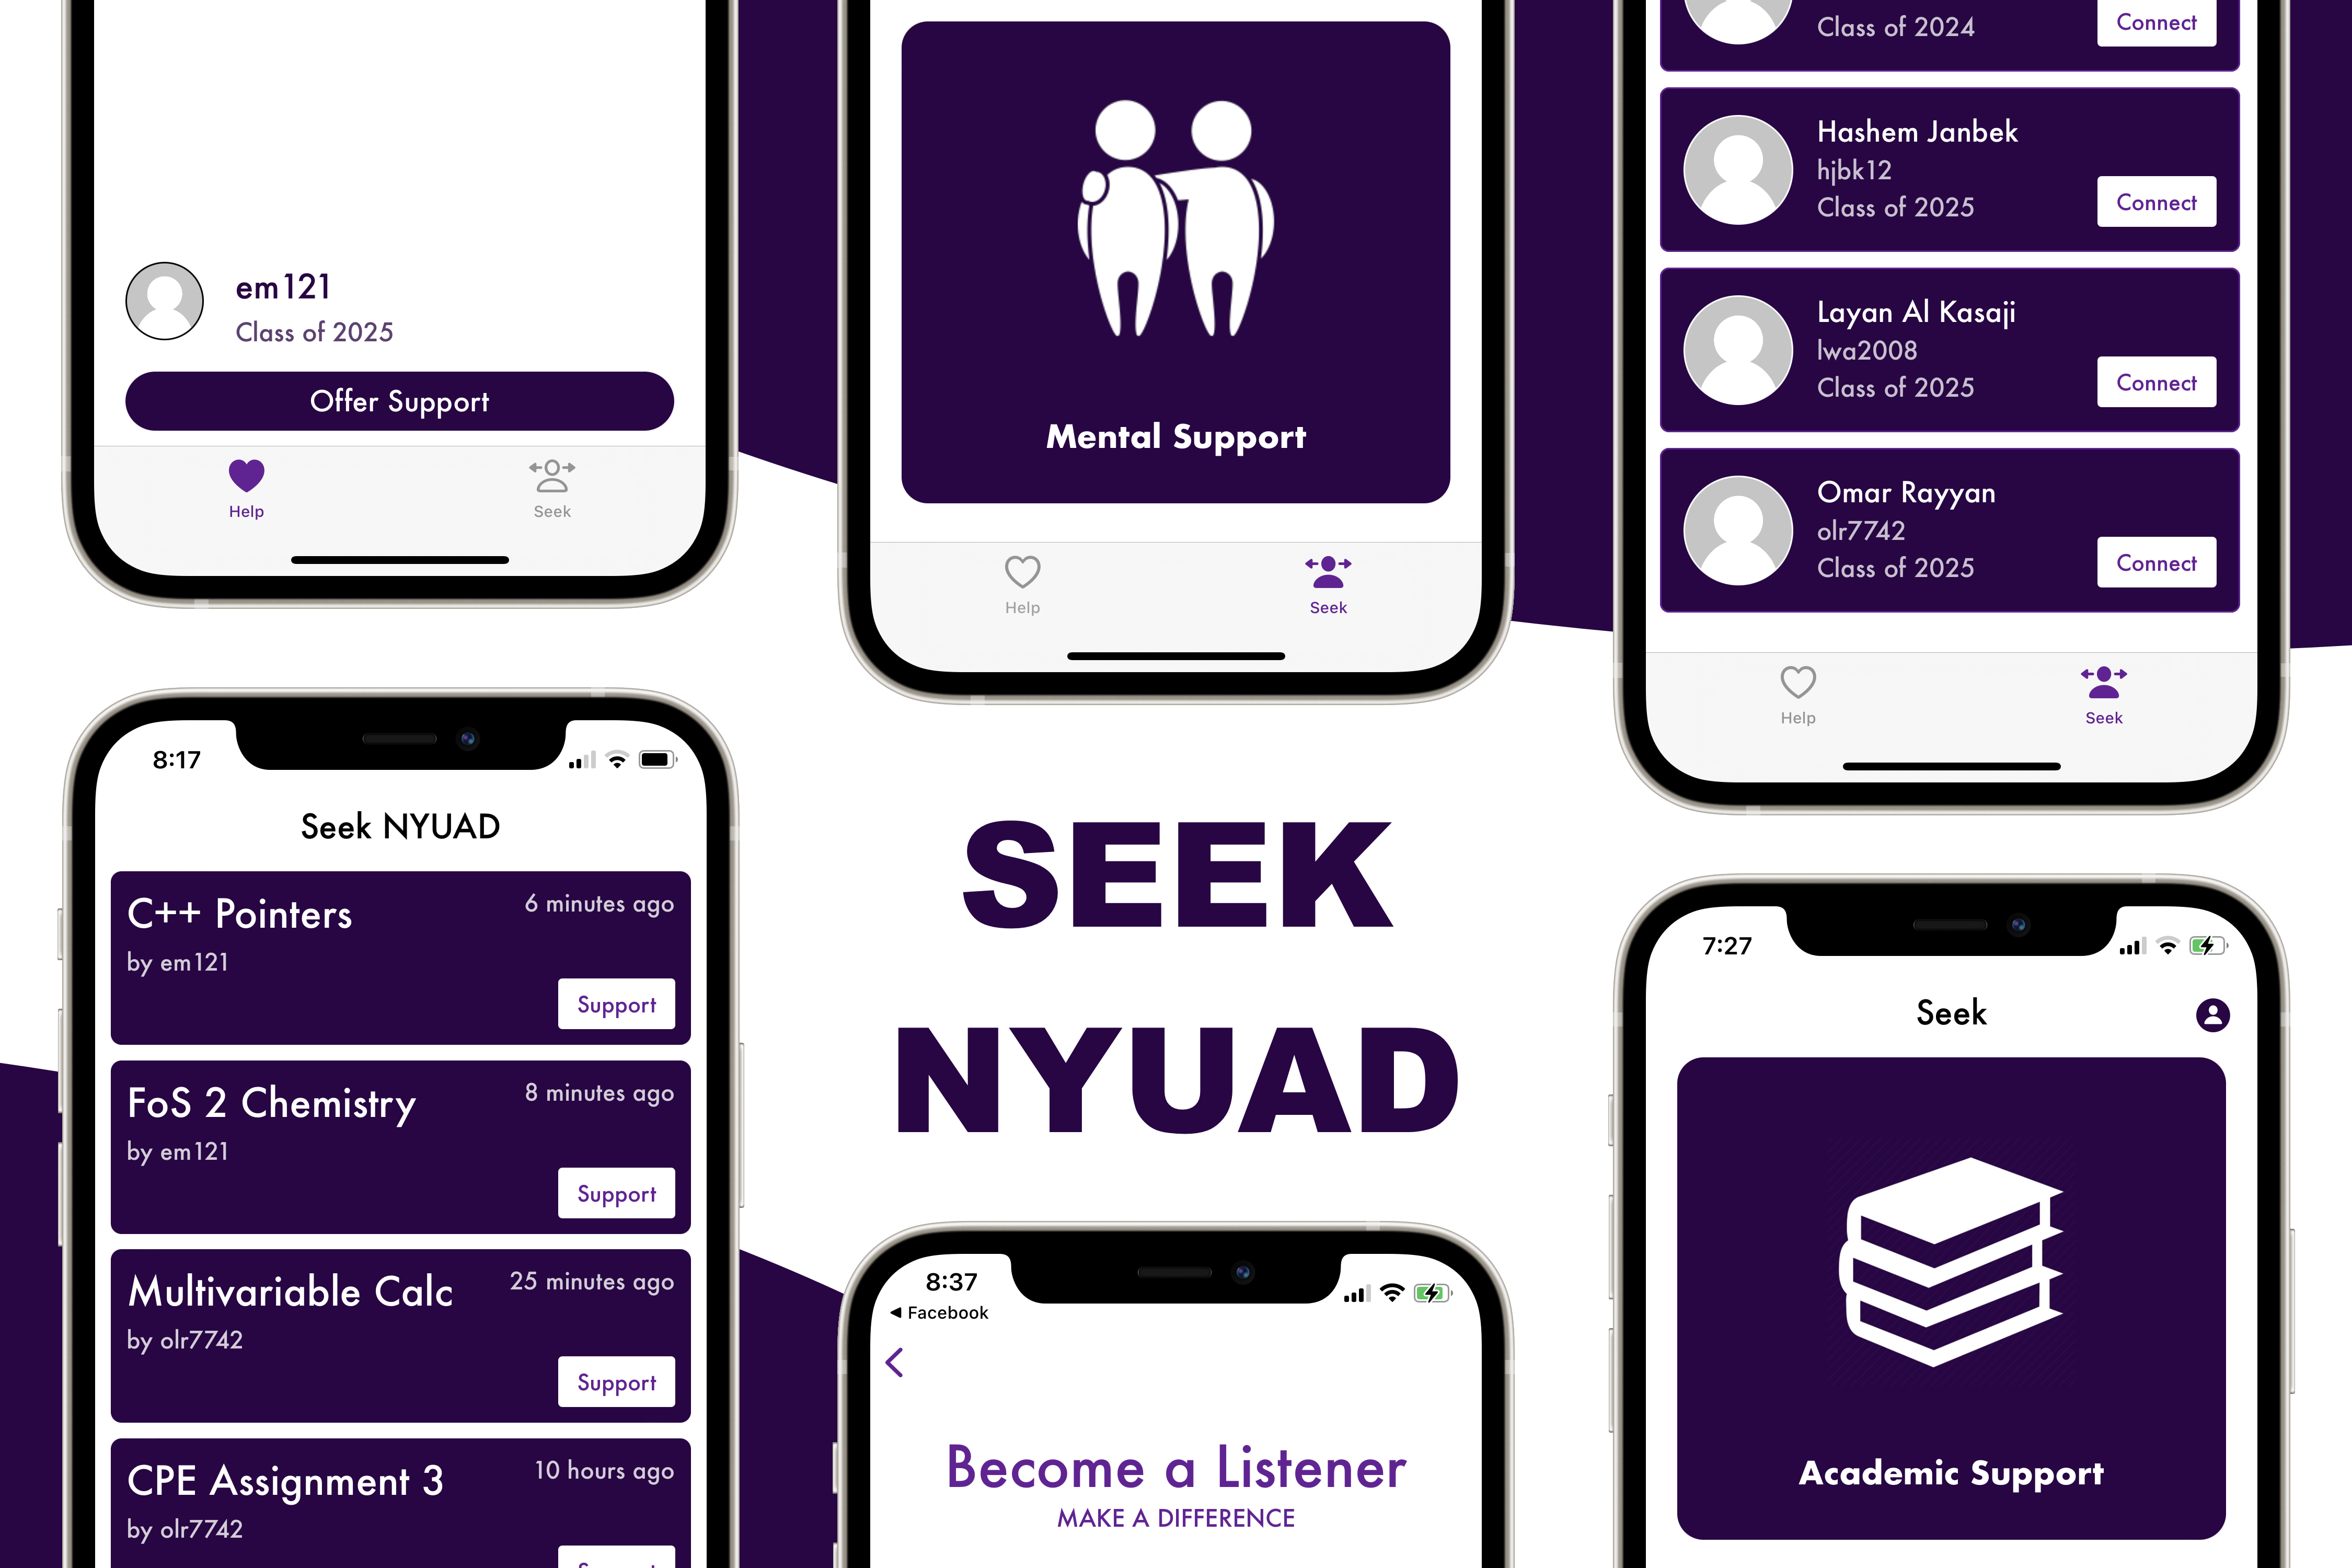 em121
Class of 2025
Offer Support
Help
Seek
Mental Support
Help
Seek
Class of 2024
Connect
Hashem Janbek
hjbk12
Class of 2025
Connect
Layan Al Kasaji
lwa2008
Class of 2025
Connect
Omar Rayyan
olr7742
Class of 2025
Connect
Help
Seek
8:17
Seek NYUAD
C++ Pointers
6 minutes ago
by em121
Support
FoS 2 Chemistry
8 minutes ago
by em121
Support
Multivariable Calc
25 minutes ago
by olr7742
Support
CPE Assignment 3
10 hours ago
by olr7742
SEEK
NYUAD
8:37
◀ Facebook
Become a Listener
MAKE A DIFFERENCE
7:27
Seek
Academic Support